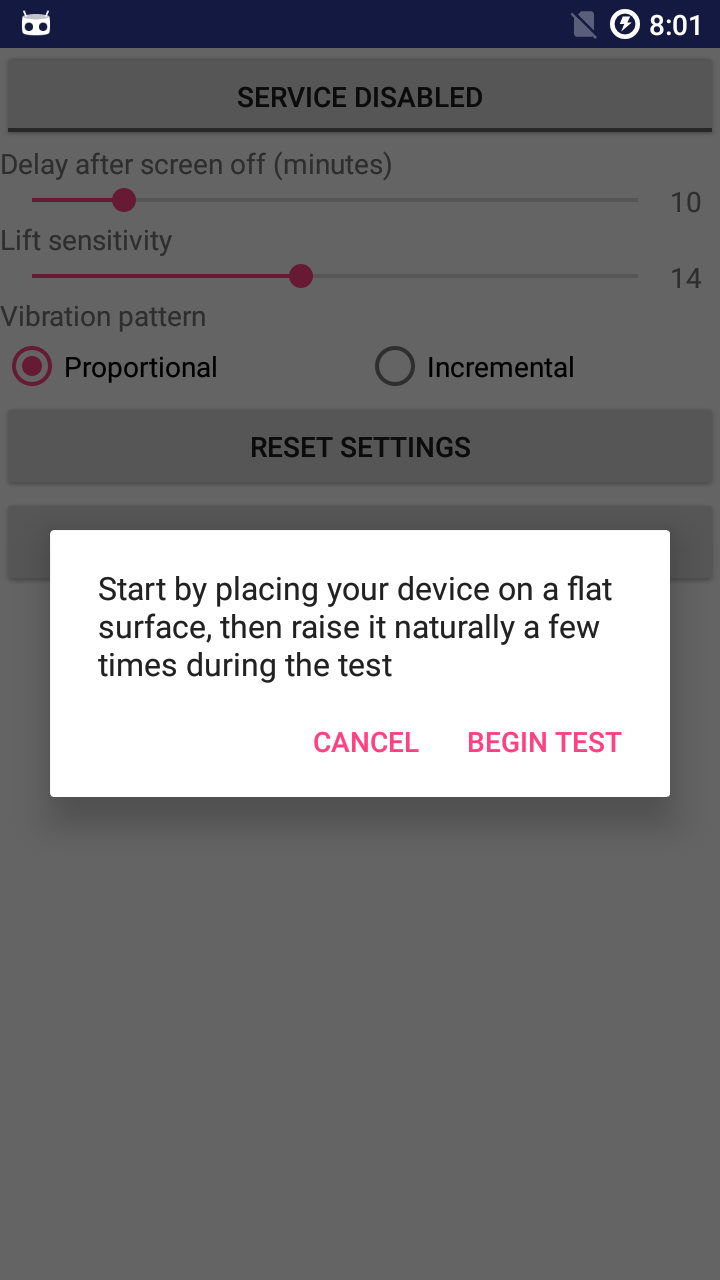 8:01
SERVICE DISABLED
Delay after screen off (minutes)
10
Lift sensitivity
14
Vibration pattern
Proportional Incremental
RESET SETTINGS
Start by placing your device on a flat
surface, then raise it naturally a few
times during the test
CANCEL BEGIN TEST